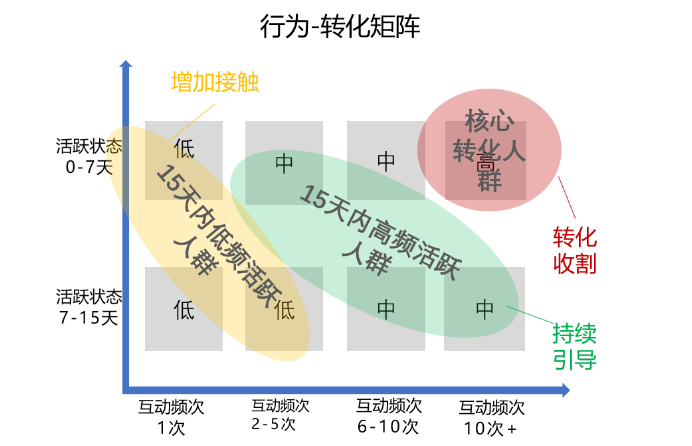 行为-转化矩阵
增加接触
活跃状态
0-7天
低
中
中
高
核心
转化人
群
15天内低频活跃
人群
15天内高频活跃
人群
转化
收割
活跃状态
7-15天
低
低
中
中
持续
引导
互动频次
1次
互动频次
2-5次
互动频次
6-10次
互动频次
10次+